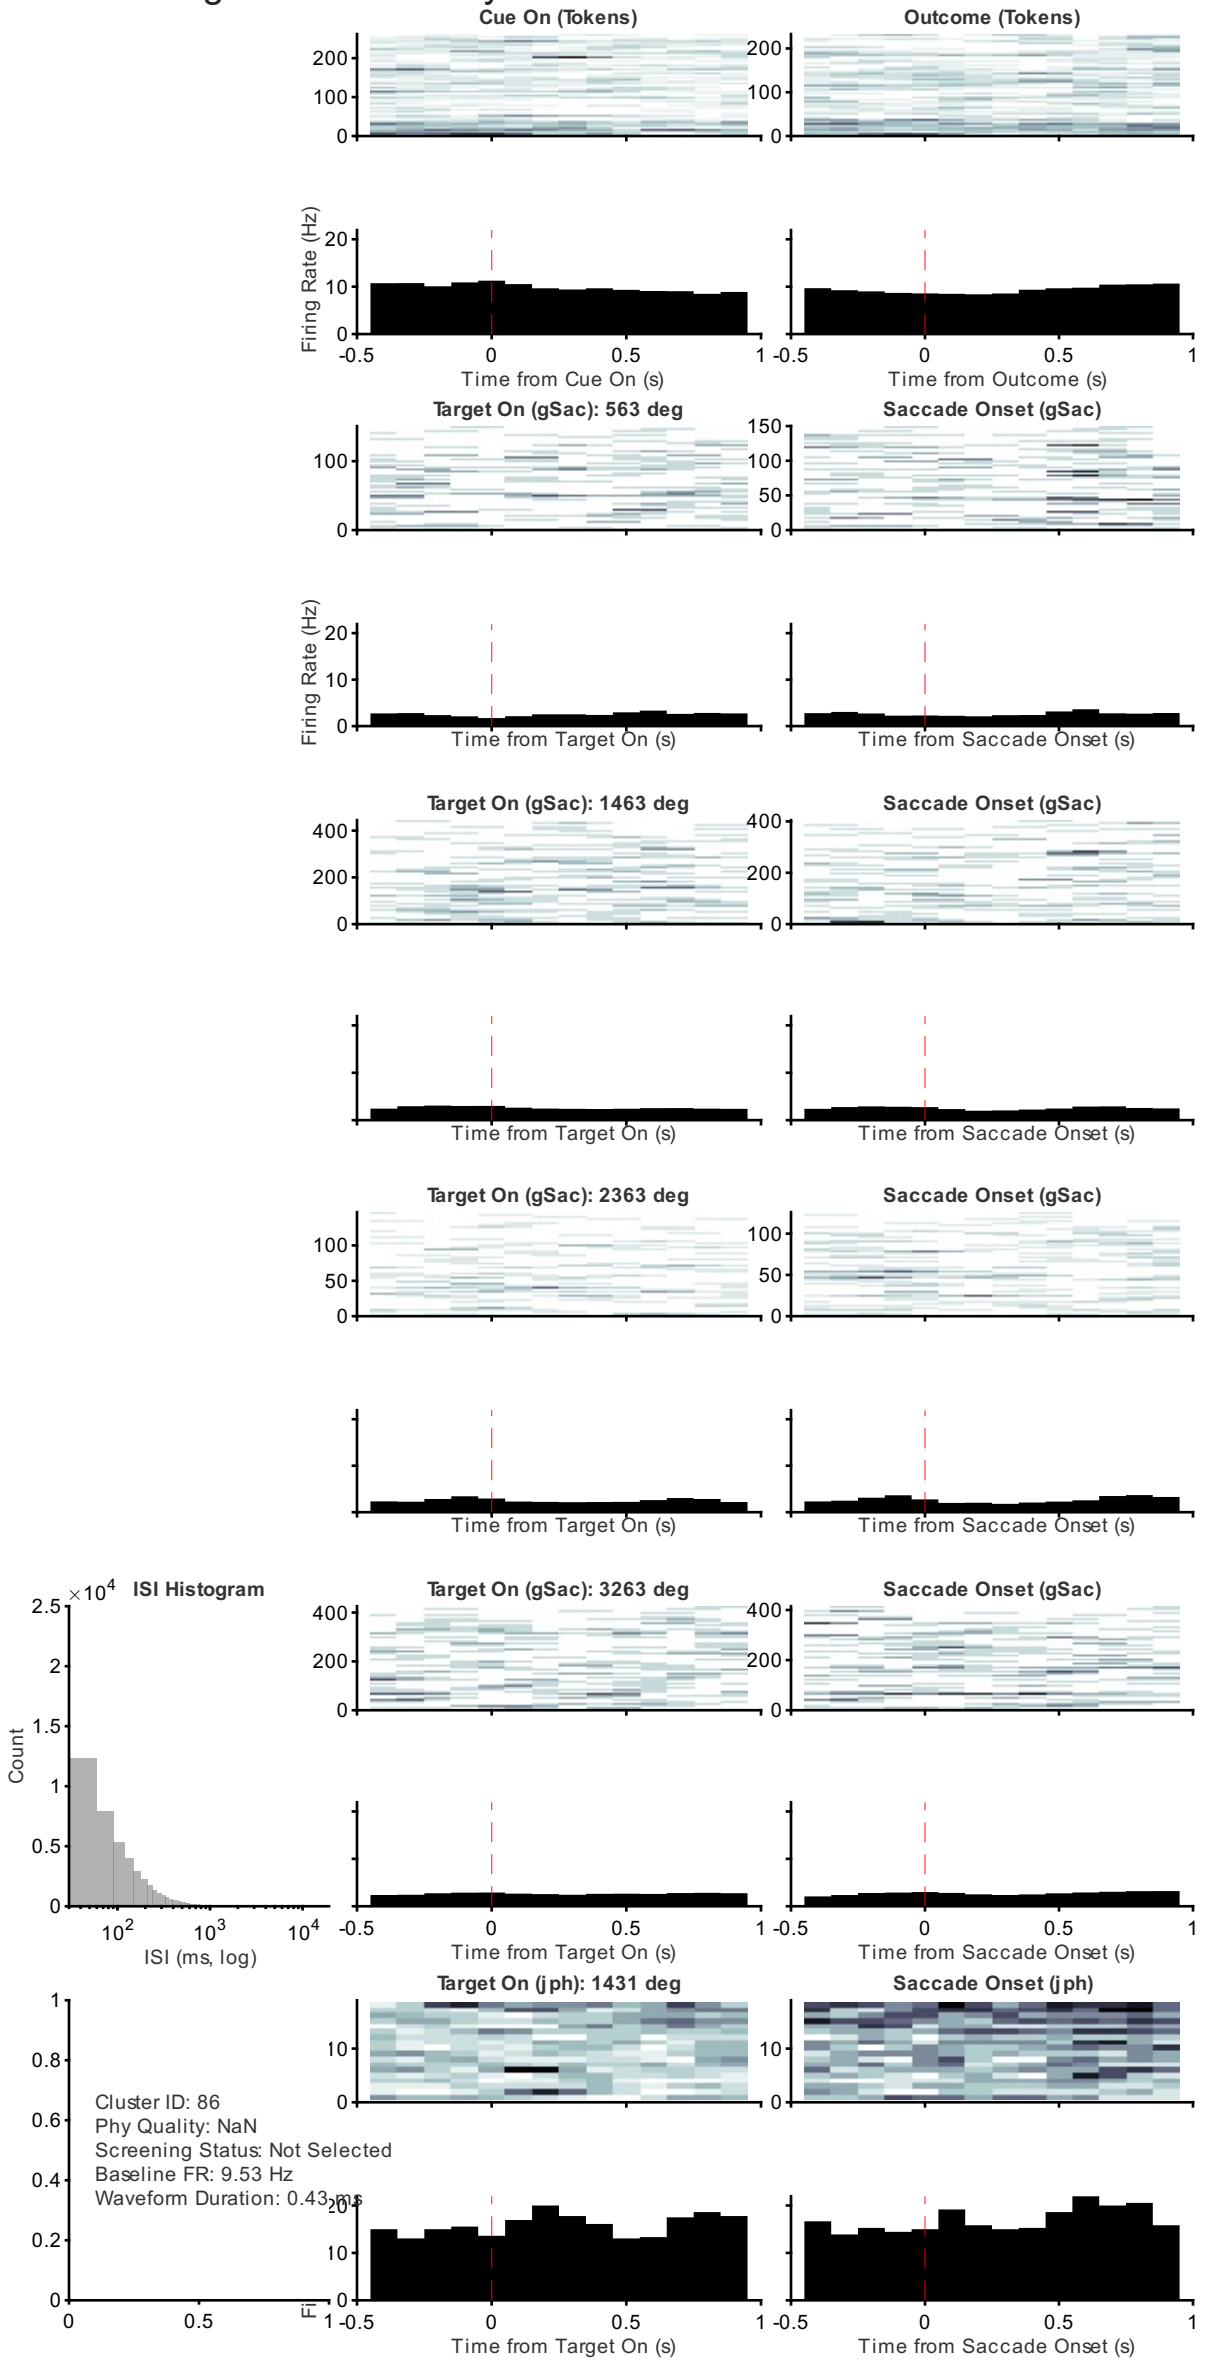 Cue On (Tokens)
Outcome (Tokens)
200
100
0
200
100
0
Firing Rate (Hz)
20
10
0
-0.5 0 0.5 1
-0.5 0 0.5 1
Time from Cue On (s)
Time from Outcome (s)
Target On (gSac): 563 deg
Saccade Onset (gSac)
100
0
150
100
50
0
Firing Rate (Hz)
20
10
0
Time from Target On (s)
Time from Saccade Onset (s)
Target On (gSac): 1463 deg
Saccade Onset (gSac)
400
200
0
400
200
0
Time from Target On (s)
Time from Saccade Onset (s)
Target On (gSac): 2363 deg
Saccade Onset (gSac)
100
50
0
100
50
0
Time from Target On (s)
Time from Saccade Onset (s)
×10^4 ISI Histogram
2.5
2
1.5
1
0.5
0
Count
10^2 10^3 10^4
ISI (ms, log)
Target On (gSac): 3263 deg
Saccade Onset (gSac)
400
200
0
400
200
0
-0.5 0 0.5 1
-0.5 0 0.5 1
Time from Target On (s)
Time from Saccade Onset (s)
Target On (jph): 1431 deg
Saccade Onset (jph)
10
0
10
0
1
0.8
0.6
0.4
0.2
0
0 0.5 1
Cluster ID: 86
Phy Quality: NaN
Screening Status: Not Selected
Baseline FR: 9.53 Hz
Waveform Duration: 0.43 ms
20
10
0
Fi
-0.5 0 0.5 1
-0.5 0 0.5 1
Time from Target On (s)
Time from Saccade Onset (s)